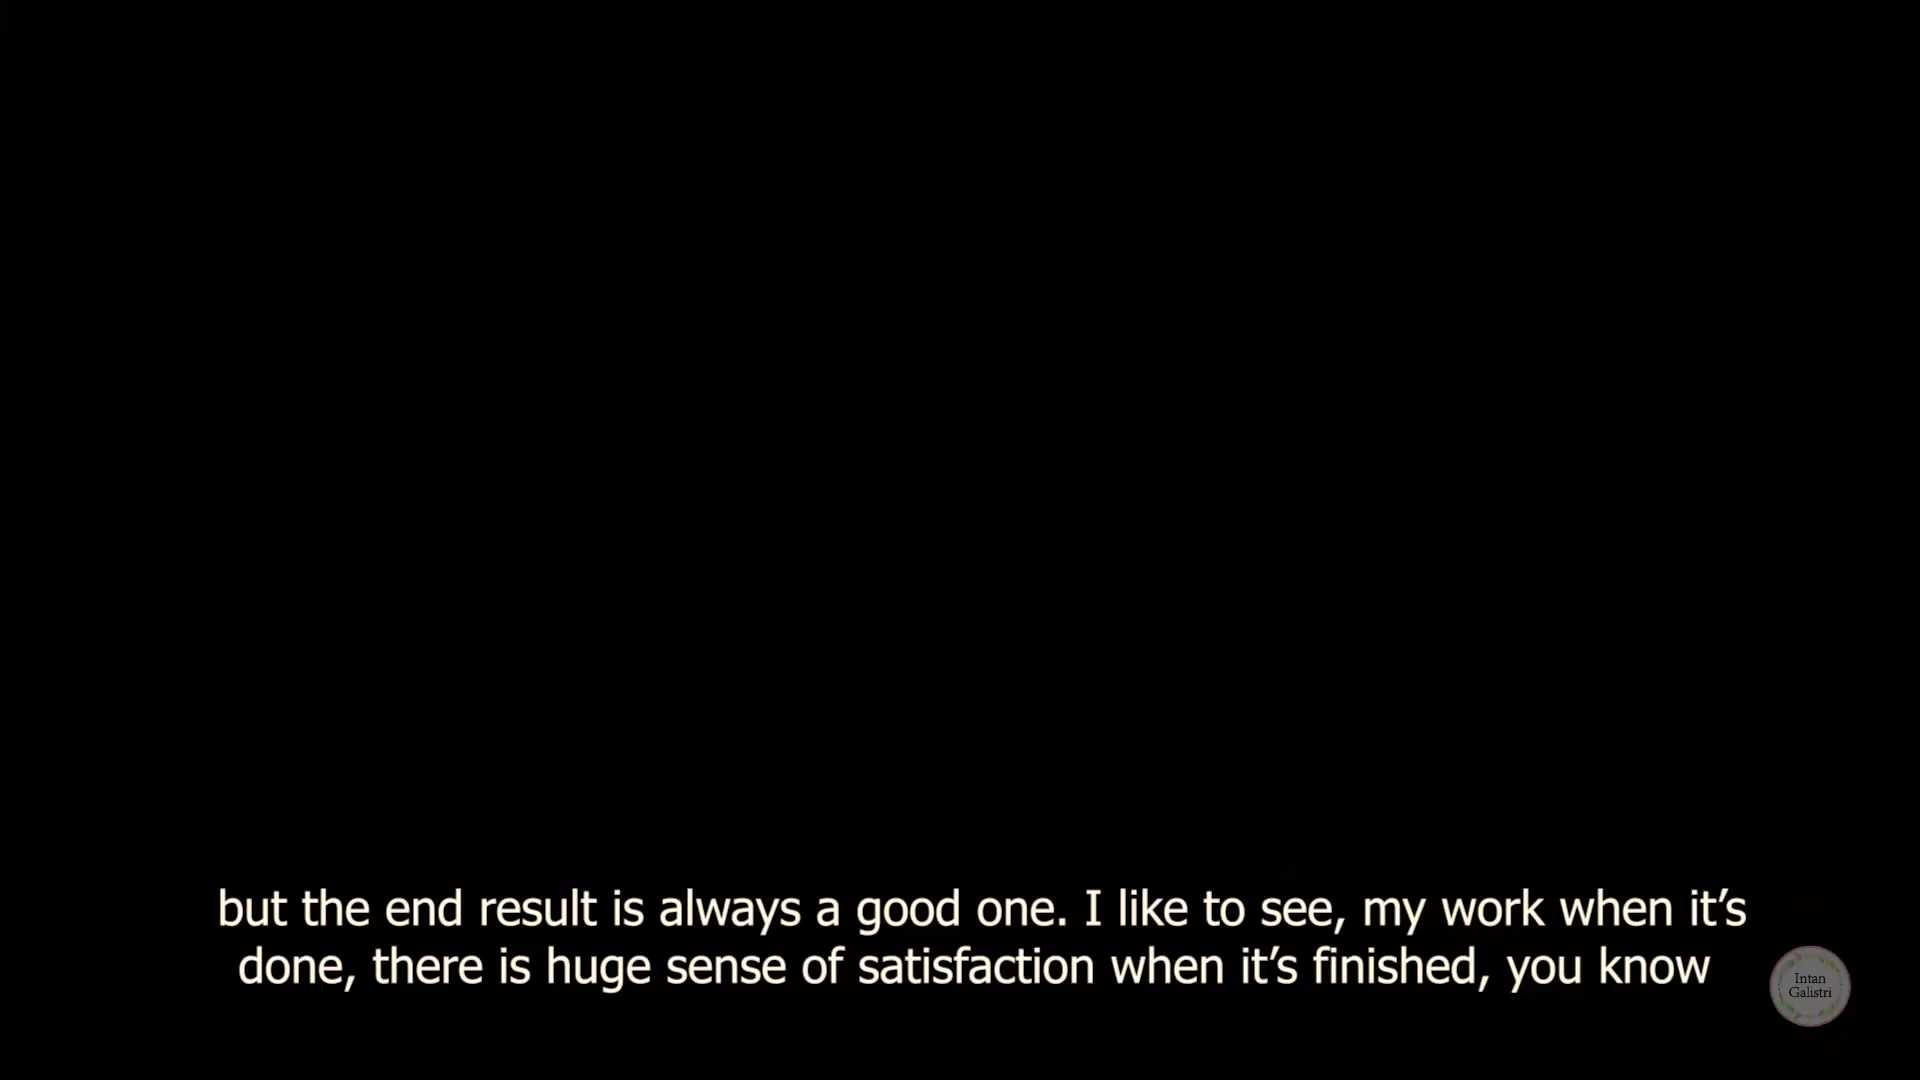 but the end result is always a good one. I like to see, my work when it’s
done, there is huge sense of satisfaction when it’s finished, you know
Intan
Galistri